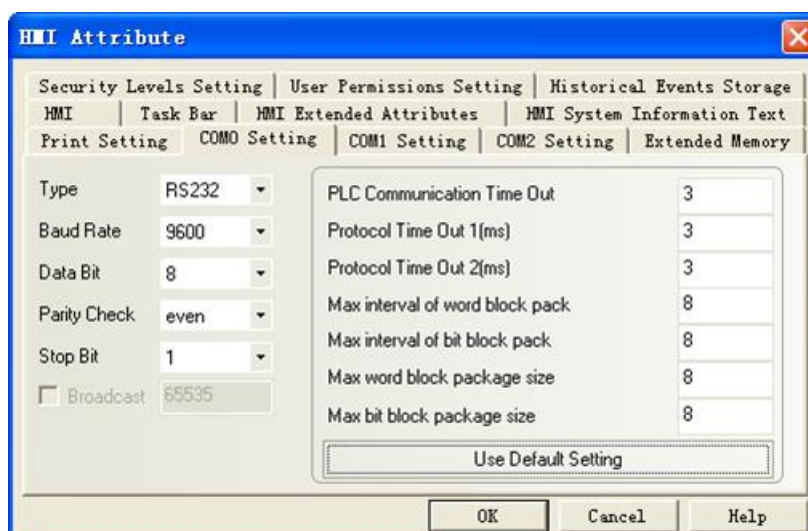 HMI Attribute
Security Levels Setting User Permissions Setting Historical Events Storage
HMI Task Bar HMI Extended Attributes HMI System Information Text
Print Setting COM0 Setting COM1 Setting COM2 Setting Extended Memory
Type RS232
Baud Rate 9600
Data Bit 8
Parity Check even
Stop Bit 1
Broadcast 65535
PLC Communication Time Out 3
Protocol Time Out 1(ms) 3
Protocol Time Out 2(ms) 3
Max interval of word block pack 8
Max interval of bit block pack 8
Max word block package size 8
Max bit block package size 8
Use Default Setting
OK Cancel Help